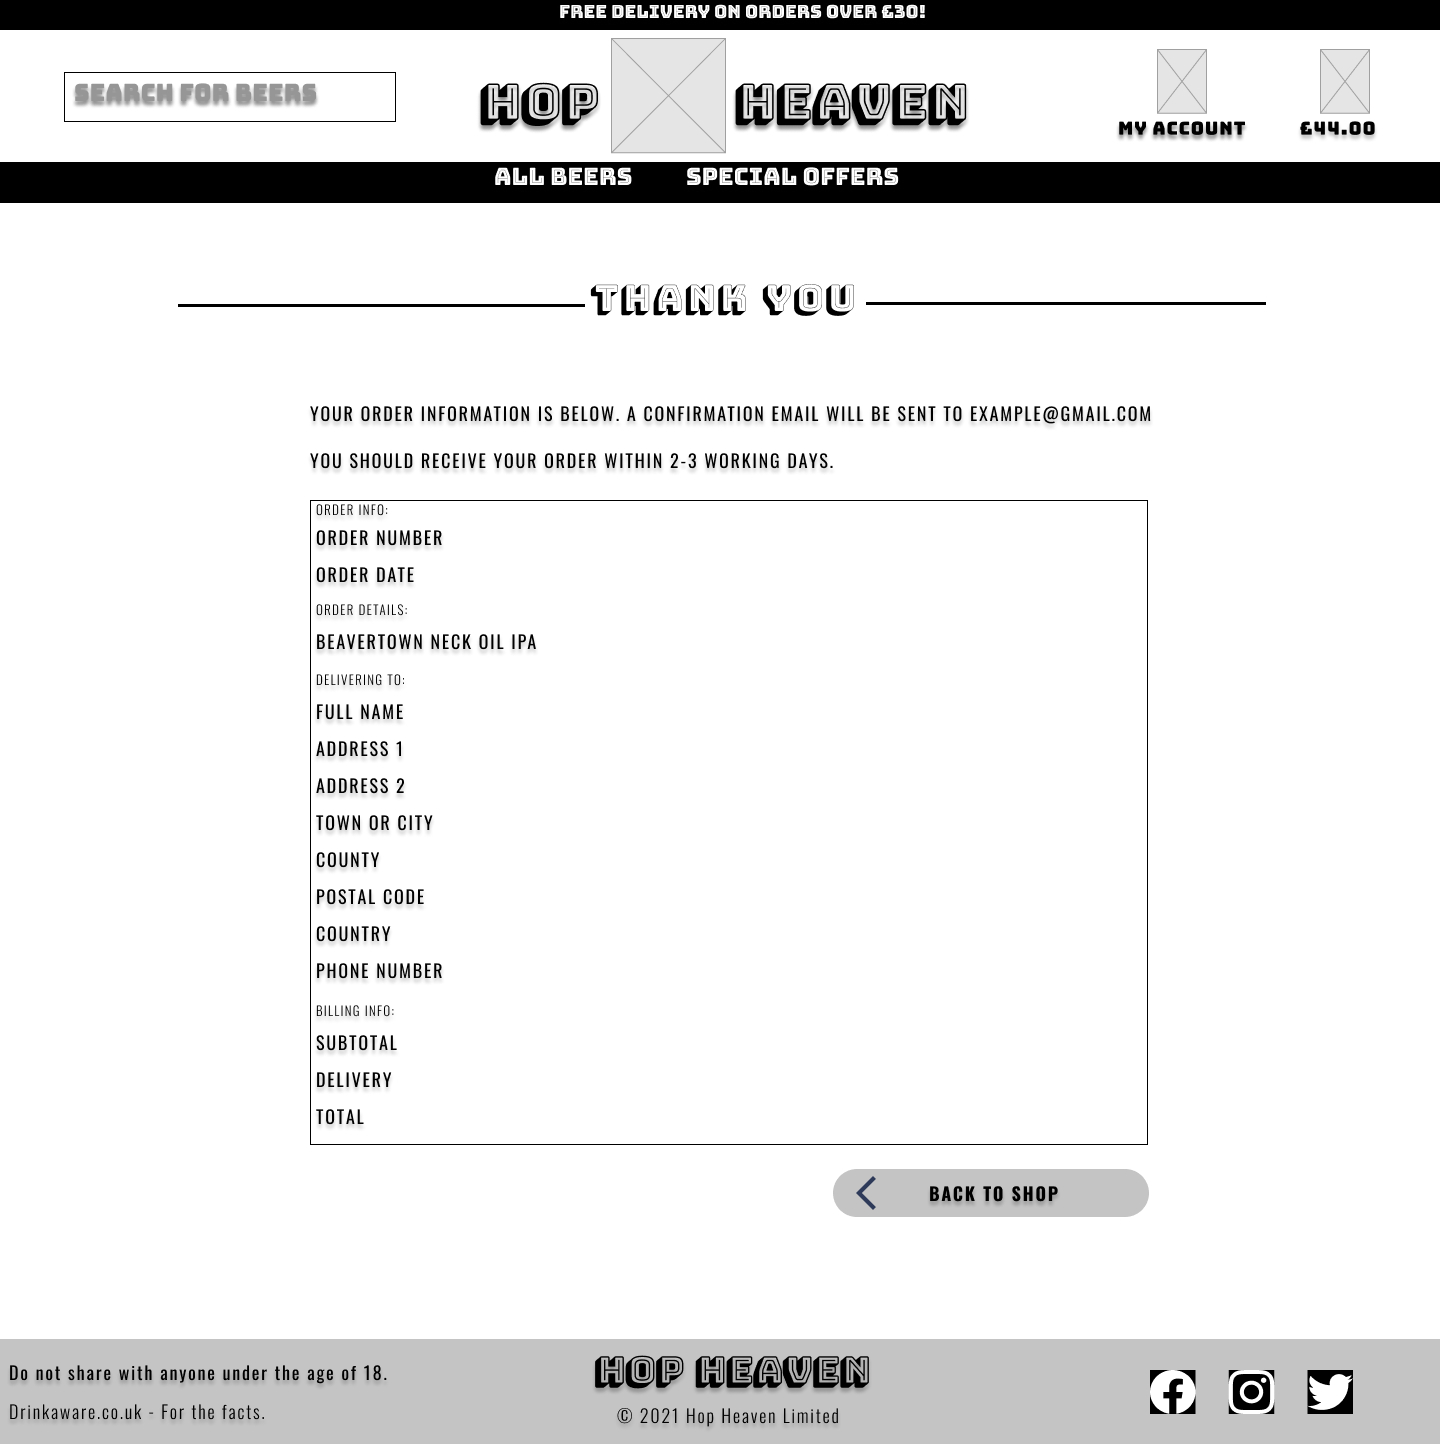 FREE DELIVERY ON ORDERS OVER £30!
SEARCH FOR BEERS
HOP HEAVEN
MY ACCOUNT
£44.00
ALL BEERS SPECIAL OFFERS
THANK YOU
YOUR ORDER INFORMATION IS BELOW. A CONFIRMATION EMAIL WILL BE SENT TO EXAMPLE@GMAIL.COM
YOU SHOULD RECEIVE YOUR ORDER WITHIN 2-3 WORKING DAYS.
ORDER INFO:
ORDER NUMBER
ORDER DATE
ORDER DETAILS:
BEAVERTOWN NECK OIL IPA
DELIVERING TO:
FULL NAME
ADDRESS 1
ADDRESS 2
TOWN OR CITY
COUNTY
POSTAL CODE
COUNTRY
PHONE NUMBER
BILLING INFO:
SUBTOTAL
DELIVERY
TOTAL
BACK TO SHOP
Do not share with anyone under the age of 18.
Drinkaware.co.uk - For the facts.
HOP HEAVEN
© 2021 Hop Heaven Limited